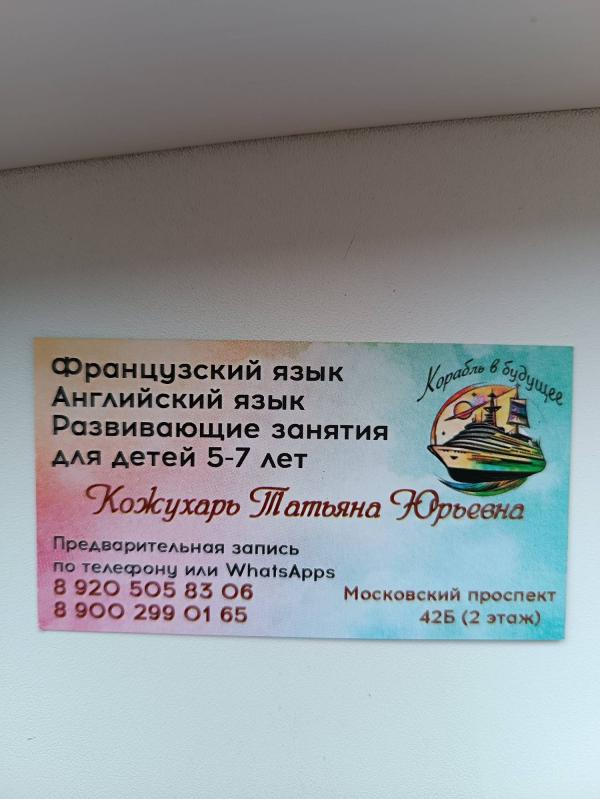 Французский язык
Английский язык
Развивающие занятия
для детей 5-7 лет
Корабль в будущее
Кожухарь Татьяна Юрьевна
Предварительная запись
по телефону или WhatsApps
8 920 505 83 06
8 900 299 01 65
Московский проспект
42Б (2 этаж)